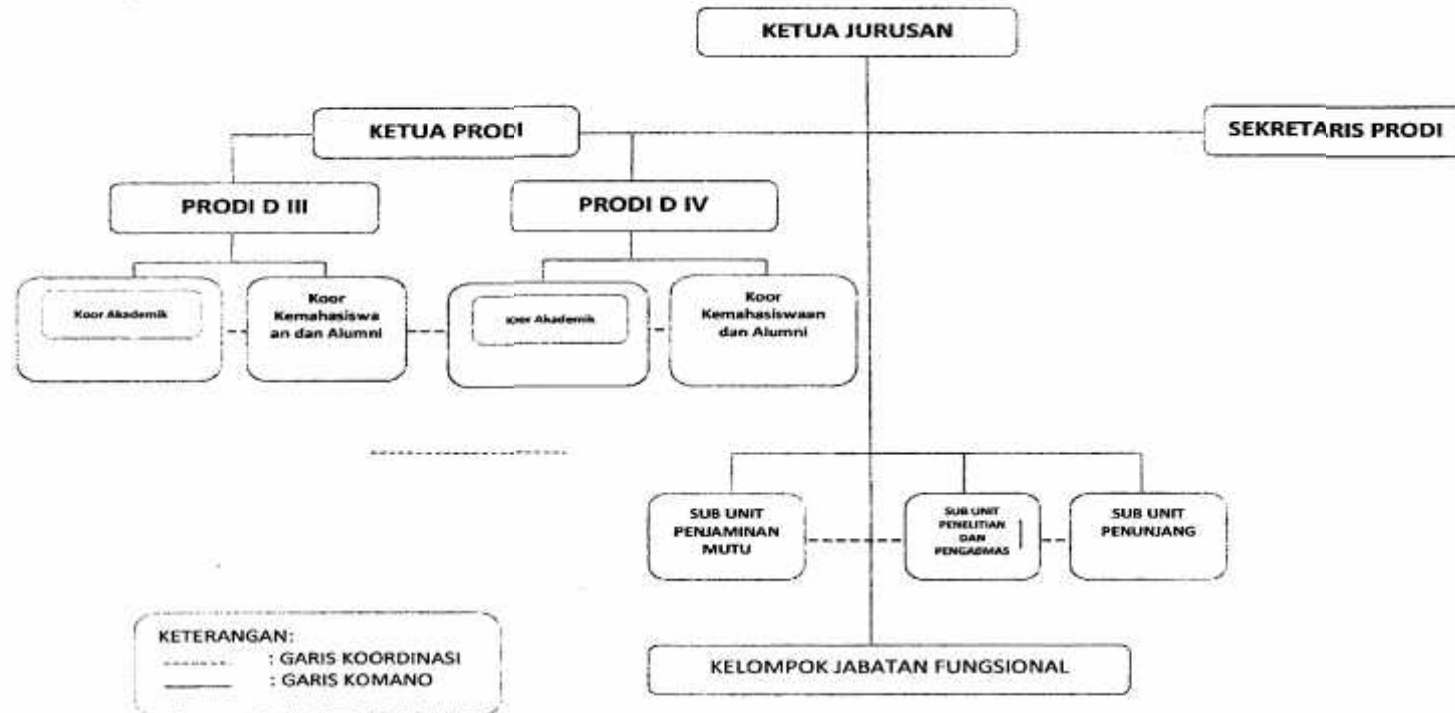 KETUA JURUSAN
KETUA PRODI
SEKRETARIS PRODI
PRODI D III
PRODI D IV
Koor Akademik
Koor
Kemahasiswa
an dan Alumni
Koor Akademik
Koor
Kemahasiswaan
dan Alumni
SUB UNIT
PENJAMINAN
MUTU
SUB UNIT
PENELITIAN
DAN
PENGABMAS
SUB UNIT
PENUNJANG
KETERANGAN:
: GARIS KOORDINASI
: GARIS KOMANO
KELOMPOK JABATAN FUNGSIONAL